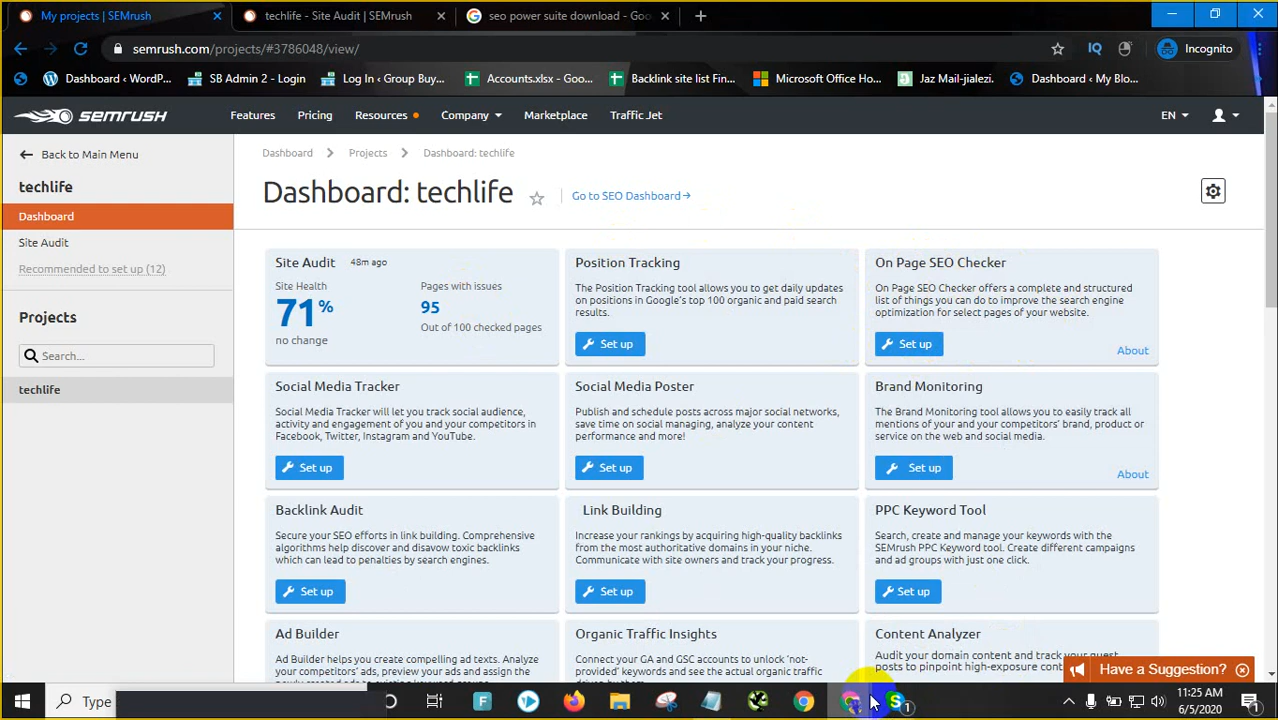 My projects | SEMrush
techlife - Site Audit | SEMrush
seo power suite download - Goo
semrush.com/projects/#3786048/view/
IQ
Incognito
Dashboard ‹ WordP...
SB Admin 2 - Login
Log In ‹ Group Buy...
Accounts.xlsx - Goo...
Backlink site list Fin...
Microsoft Office Ho...
Jaz Mail-jialezi.
Dashboard ‹ My Blo...
SEMRUSH
Features
Pricing
Resources
Company
Marketplace
Traffic Jet
EN
Back to Main Menu
techlife
Dashboard
Site Audit
Recommended to set up (12)
Projects
Search...
techlife
Dashboard
Projects
Dashboard: techlife
Dashboard: techlife
Go to SEO Dashboard→
Site Audit 48m ago
Site Health
71%
no change
Pages with issues
95
Out of 100 checked pages
Position Tracking
The Position Tracking tool allows you to get daily updates
on positions in Google's top 100 organic and paid search
results.
Set up
On Page SEO Checker
On Page SEO Checker offers a complete and structured
list of things you can do to improve the search engine
optimization for select pages of your website.
Set up
About
Social Media Tracker
Social Media Tracker will let you track social audience,
activity and engagement of you and your competitors in
Facebook, Twitter, Instagram and YouTube.
Set up
Social Media Poster
Publish and schedule posts across major social networks,
save time on social managing, analyze your content
performance and more!
Set up
Brand Monitoring
The Brand Monitoring tool allows you to easily track all
mentions of your and your competitors' brand, product or
service on the web and social media.
Set up
About
Backlink Audit
Secure your SEO efforts in link building. Comprehensive
algorithms help discover and disavow toxic backlinks
which can lead to penalties by search engines.
Set up
Link Building
Increase your rankings by acquiring high-quality backlinks
from the most authoritative domains in your niche.
Communicate with site owners and track your progress.
Set up
PPC Keyword Tool
Search, create and manage your keywords with the
SEMrush PPC Keyword tool. Create different campaigns
and ad groups with just one click.
Set up
Ad Builder
Ad Builder helps you create compelling ad texts. Analyze
your competitors' ads, preview your ads and assign the
Organic Traffic Insights
Connect your GA and GSC accounts to unlock 'not-
provided' keywords and see the actual organic
Content Analyzer
Audit your domain content and track your guest
posts to pinpoint high-exposure cont
Have a Suggestion?
Type
F
S
1
11:25 AM
6/5/2020
1